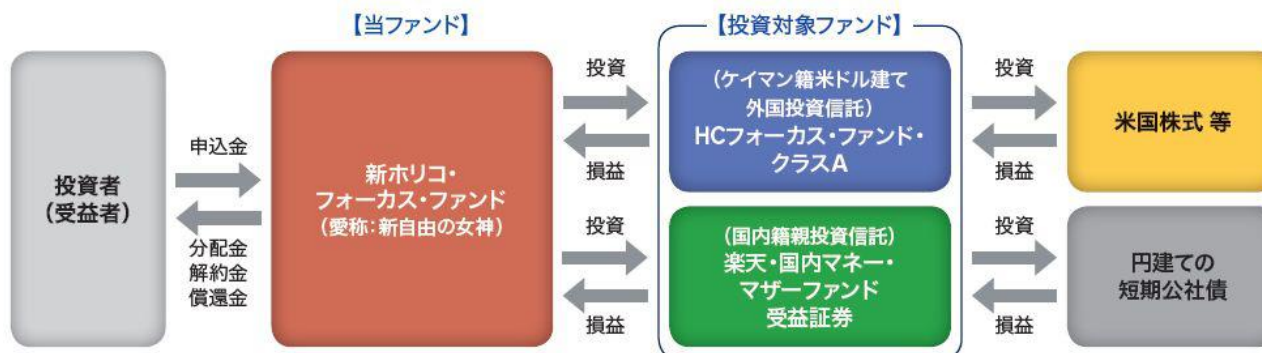 【当ファンド】
【投資対象ファンド】
投資者
（受益者）
申込金
分配金
解約金
償還金
新ホリコ・
フォーカス・ファンド
（愛称：新自由の女神）
投資
損益
（ケイマン籍米ドル建て
外国投資信託）
HCフォーカス・ファンド・
クラスA
投資
損益
米国株式 等
投資
損益
（国内籍親投資信託）
楽天・国内マネー・
マザーファンド
受益証券
投資
損益
円建ての
短期公社債